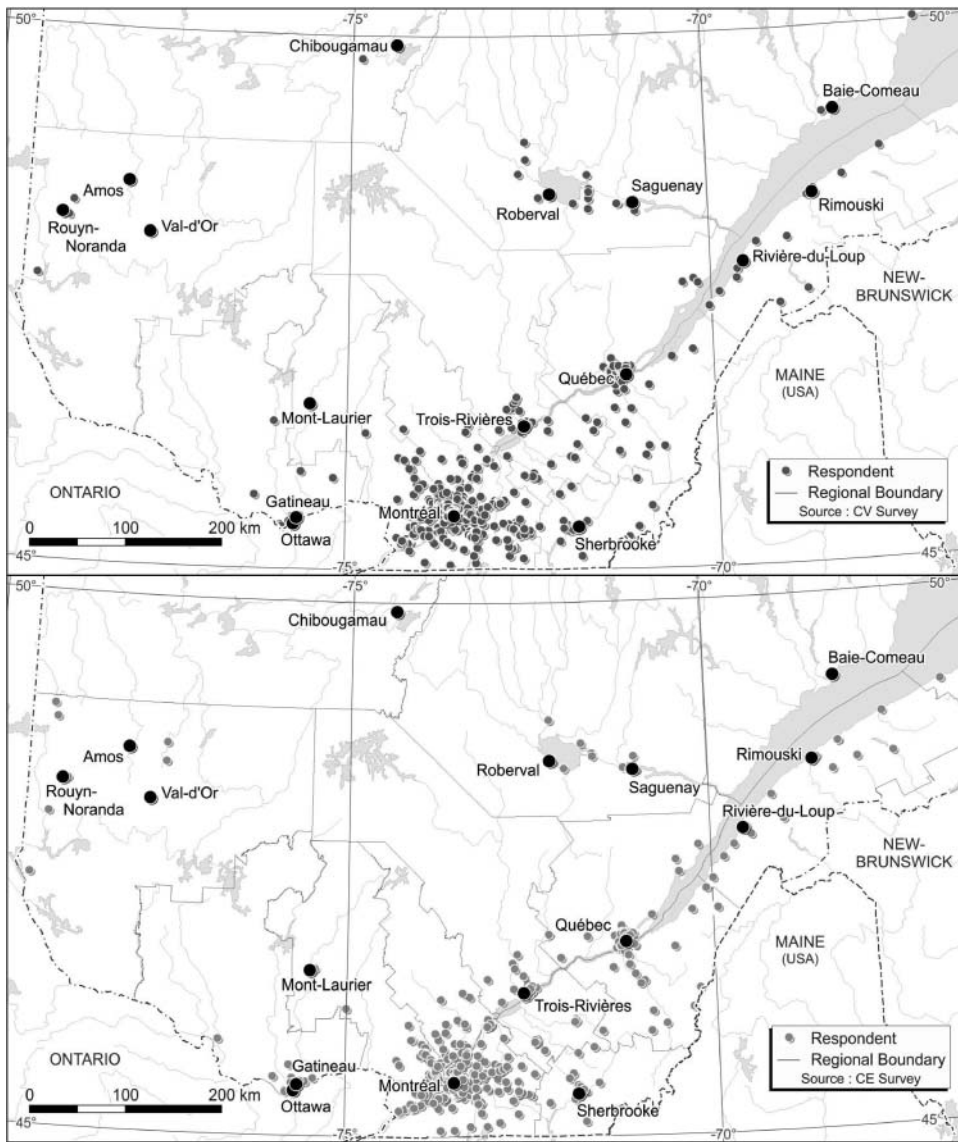 50°
-75°
-70°
50°
Chibougamau
Baie-Comeau
Amos
Saguenay
Roberval
Rimouski
Rouyn-
Noranda
Val-d'Or
Rivière-du-Loup
NEW-
BRUNSWICK
Québec
MAINE
(USA)
Mont-Laurier
Trois-Rivières
ONTARIO
Gatineau
Respondent
Regional Boundary
Source : CV Survey
0 100 200 km
Montréal
Ottawa
Sherbrooke
45°
-75°
-70°
45°
50°
-75°
-70°
50°
Chibougamau
Baie-Comeau
Amos
Rimouski
Roberval
Rouyn-
Noranda
Saguenay
Val-d'Or
Rivière-du-Loup
NEW-
BRUNSWICK
Québec
MAINE
(USA)
Mont-Laurier
Trois-Rivières
ONTARIO
Respondent
Regional Boundary
Source : CE Survey
Gatineau
Montréal
0 100 200 km
Ottawa
Sherbrooke
45°
-75°
-70°
45°